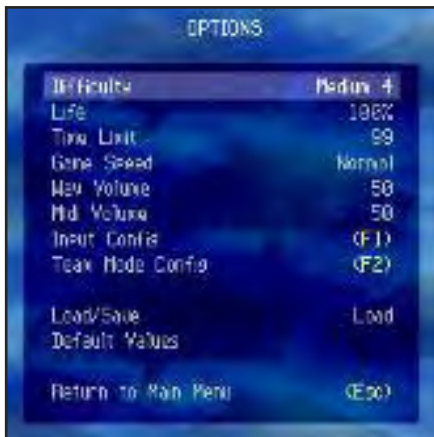 OPTIONS
Difficulty Medium 4
Life 100%
Time Limit 99
Game Speed Normal
Wav Volume 50
Midi Volume 50
Input Config (F1)
Team Mode Config (F2)
Load/Save Load
Default Values
Return to Main Menu (Esc)